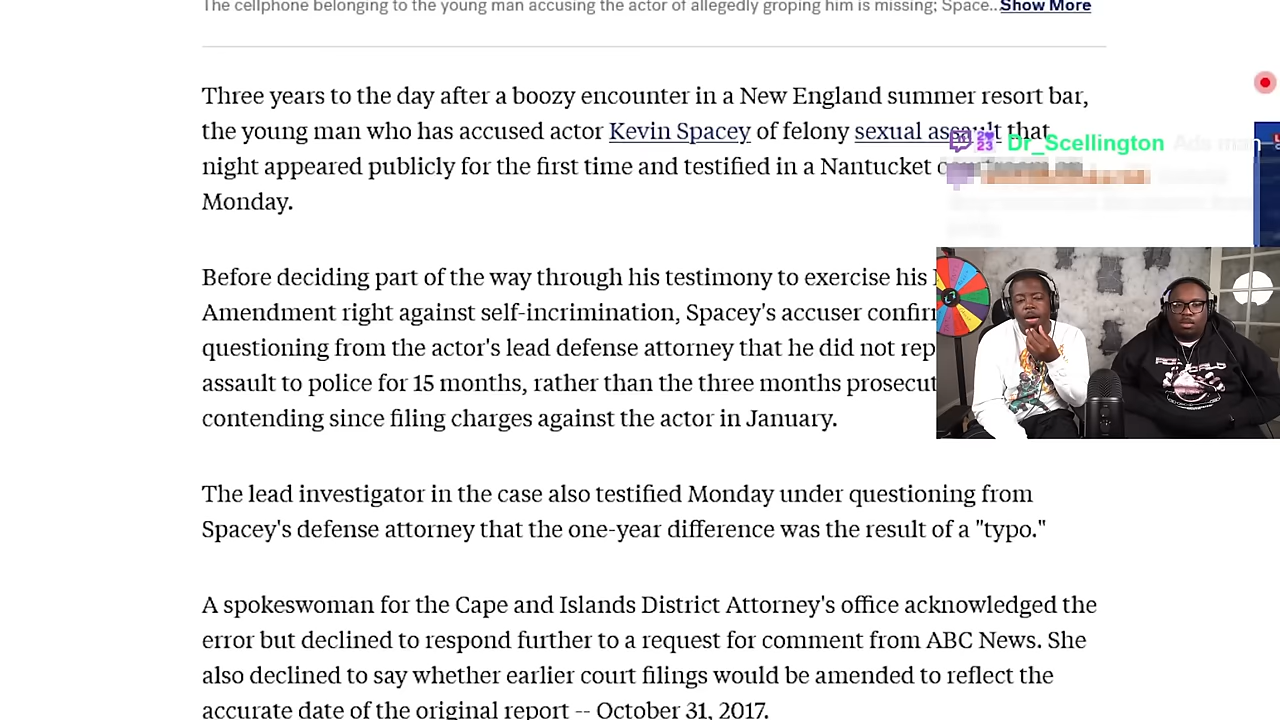 The cellphone belonging to the young man accusing the actor of allegedly groping him is missing; Space...Show More
Three years to the day after a boozy encounter in a New England summer resort bar,
the young man who has accused actor Kevin Spacey of felony sexual assault that
night appeared publicly for the first time and testified in a Nantucket
Monday.
Dr_Scellington Ads man
Before deciding part of the way through his testimony to exercise his
Amendment right against self-incrimination, Spacey's accuser
questioning from the actor's lead defense attorney that he did not
assault to police for 15 months, rather than the three months
contending since filing charges against the actor in January.
The lead investigator in the case also testified Monday under questioning from
Spacey's defense attorney that the one-year difference was the result of a "typo."
A spokeswoman for the Cape and Islands District Attorney's office acknowledged the
error but declined to respond further to a request for comment from ABC News. She
also declined to say whether earlier court filings would be amended to reflect the
accurate date of the original report -- October 31, 2017.